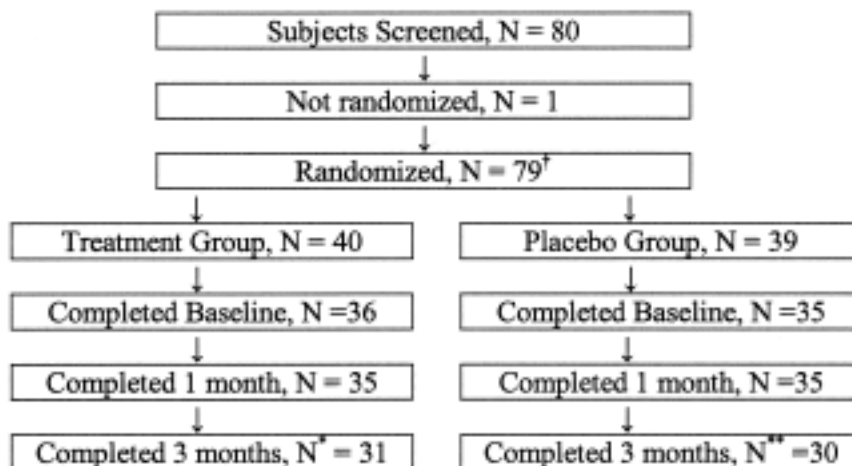 Subjects Screened, N = 80
Not randomized, N = 1
Randomized, N = 79†
Treatment Group, N = 40
Placebo Group, N = 39
Completed Baseline, N =36
Completed Baseline, N =35
Completed 1 month, N = 35
Completed 1 month, N =35
Completed 3 months, N* = 31
Completed 3 months, N** =30